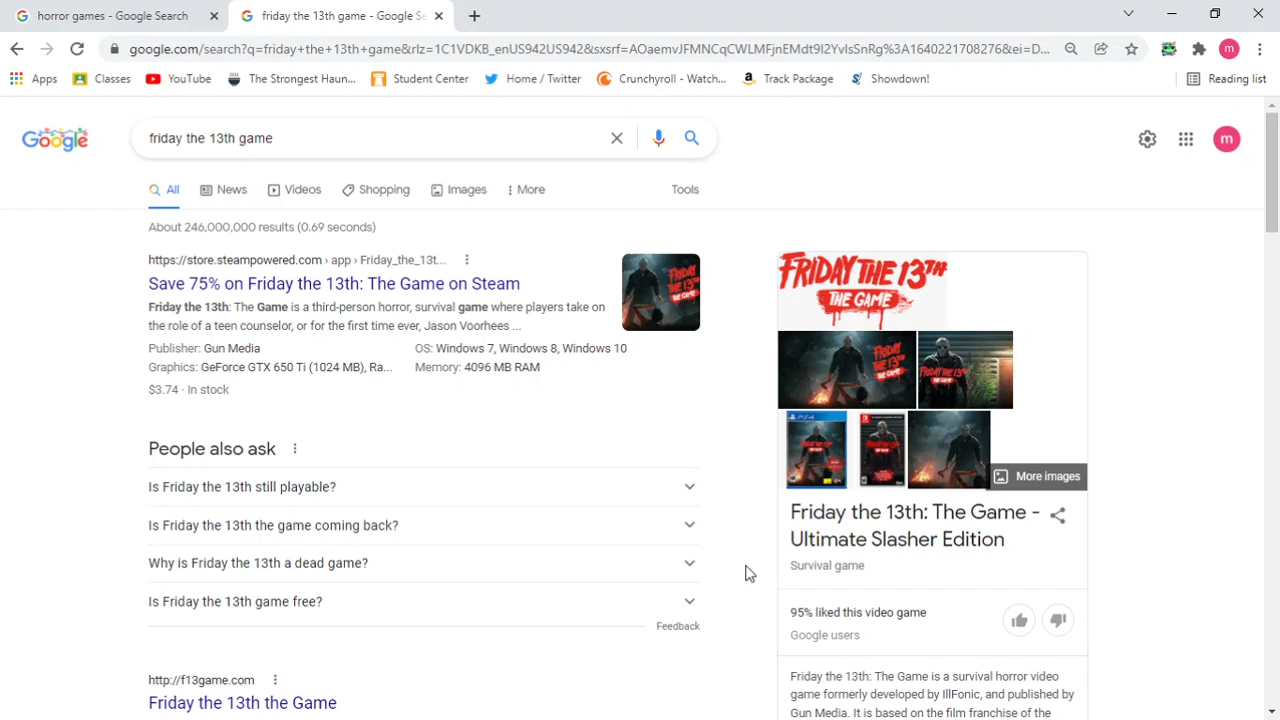 horror games - Google Search
friday the 13th game - Google Se
google.com/search?q=friday+the+13th+game&rlz=1C1VDKB_enUS942US942&sxsrf=AOaemvJFMNCqCWLMFjnEMdt9l2YvlsSnRg%3A1640221708276&ei=D...
m
Apps
Classes
YouTube
The Strongest Haun...
Student Center
Home / Twitter
Crunchyroll - Watch...
Track Package
Showdown!
Reading list
Google
friday the 13th game
m
All
News
Videos
Shopping
Images
More
Tools
About 246,000,000 results (0.69 seconds)
https://store.steampowered.com › app › Friday_the_13t...
Save 75% on Friday the 13th: The Game on Steam
Friday the 13th: The Game is a third-person horror, survival game where players take on
the role of a teen counselor, or for the first time ever, Jason Voorhees ...
Publisher: Gun Media
OS: Windows 7, Windows 8, Windows 10
Graphics: GeForce GTX 650 Ti (1024 MB), Ra...
Memory: 4096 MB RAM
$3.74 · In stock
FRIDAY THE 13TH
People also ask
Is Friday the 13th still playable?
Is Friday the 13th the game coming back?
Why is Friday the 13th a dead game?
Is Friday the 13th game free?
Feedback
http://f13game.com
Friday the 13th the Game
FRIDAY THE 13TH
THE GAME
FRIDAY THE 13TH
FRIDAY THE 13TH
More images
Friday the 13th: The Game -
Ultimate Slasher Edition
Survival game
95% liked this video game
Google users
Friday the 13th: The Game is a survival horror video
game formerly developed by IllFonic, and published by
Gun Media. It is based on the film franchise of the